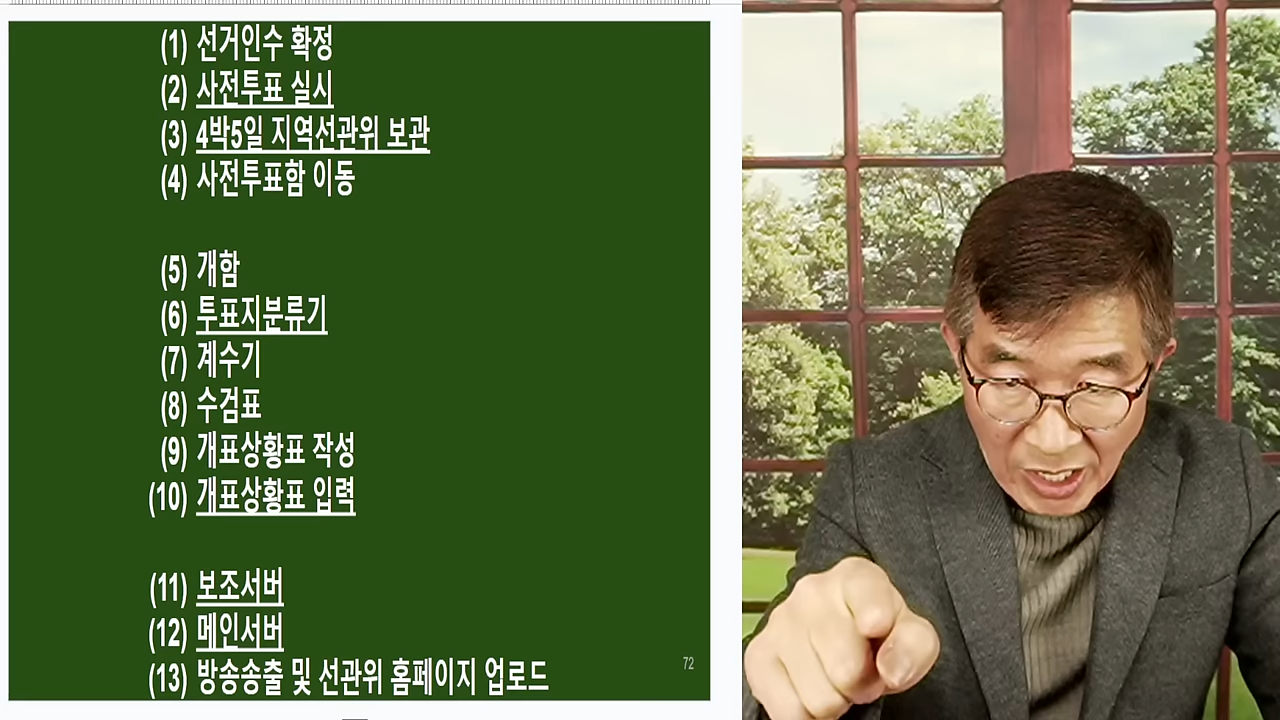 (1) 선거인수 확정
(2) 사전투표 실시
(3) 4박5일 지역선관위 보관
(4) 사전투표함 이동
(5) 개함
(6) 투표지분류기
(7) 계수기
(8) 수검표
(9) 개표상황표 작성
(10) 개표상황표 입력
(11) 보조서버
(12) 메인서버
(13) 방송송출 및 선관위 홈페이지 업로드
72